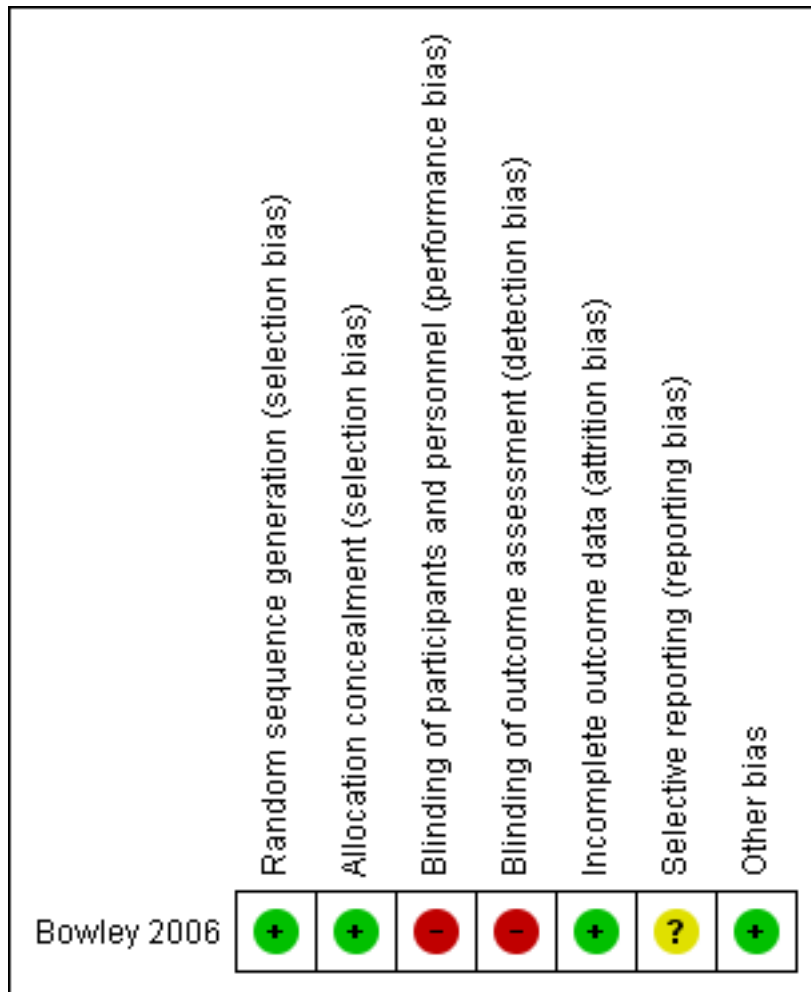 Random sequence generation (selection bias)
Allocation concealment (selection bias)
Blinding of participants and personnel (performance bias)
Blinding of outcome assessment (detection bias)
Incomplete outcome data (attrition bias)
Selective reporting (reporting bias)
Other bias
Bowley 2006 + + - - + ? +